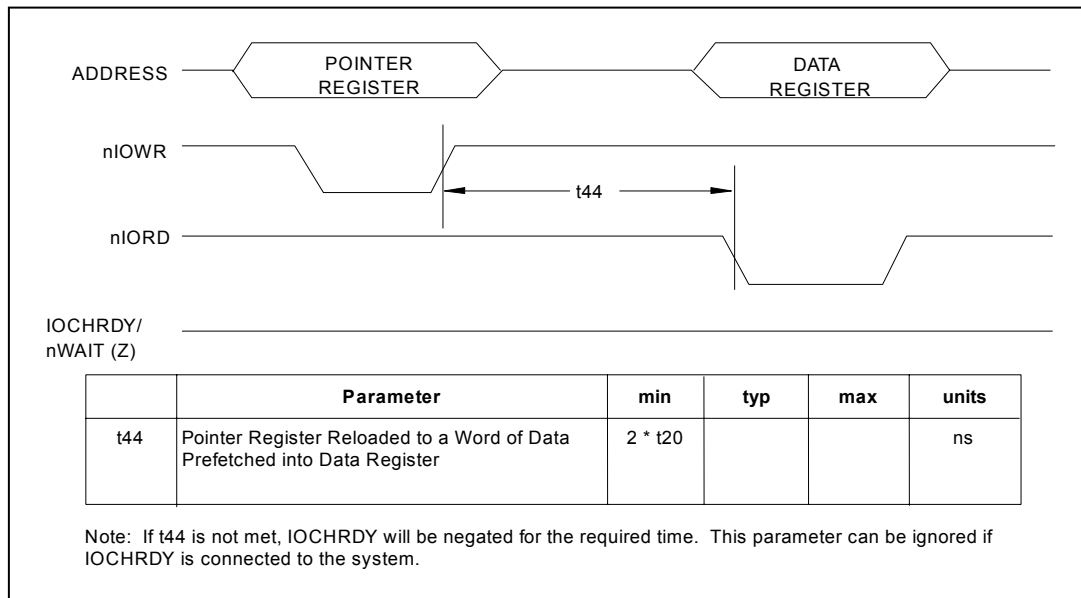 ADDRESS
POINTER
REGISTER
DATA
REGISTER
nIOWR
t44
nIORD
IOCHRDY/
nWAIT (Z)
Parameter min typ max units
t44 Pointer Register Reloaded to a Word of Data 2 * t20 ns
Prefetched into Data Register
Note: If t44 is not met, IOCHRDY will be negated for the required time. This parameter can be ignored if
IOCHRDY is connected to the system.